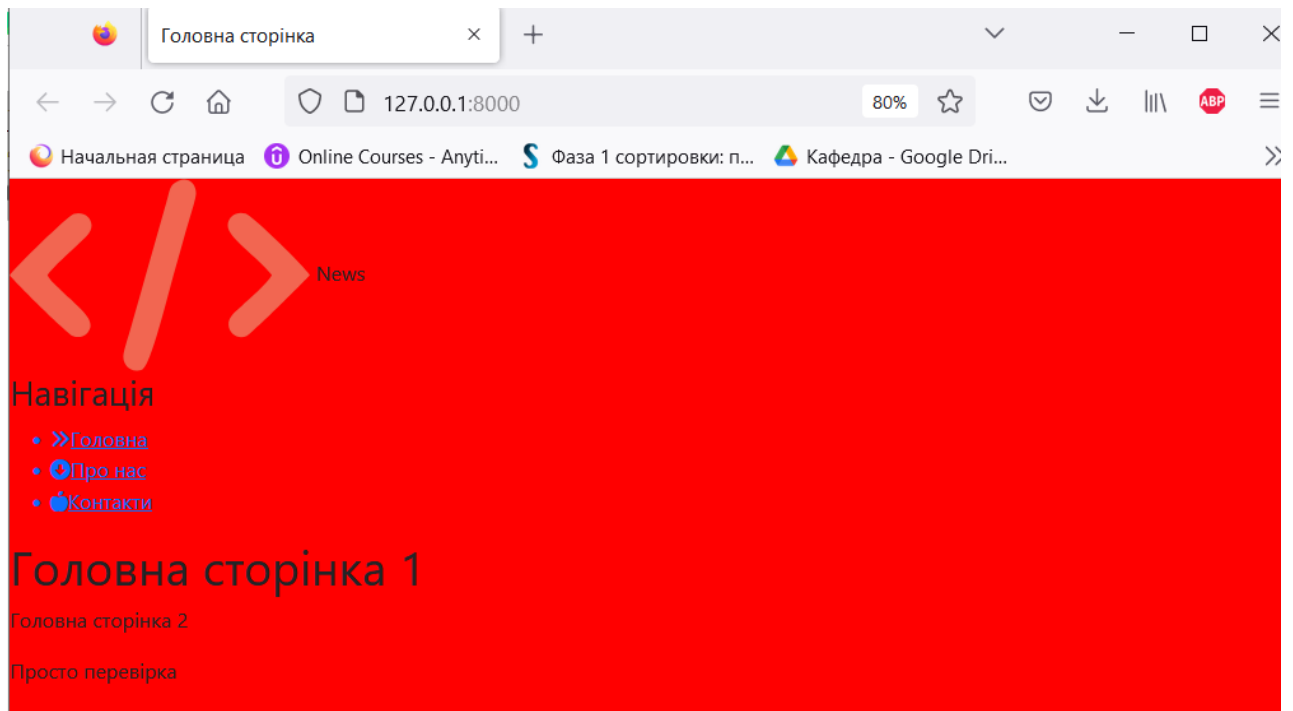 Головна сторінка
127.0.0.1:8000
80%
ABP
Начальная страница
Online Courses - Anyti...
Фаза 1 сортировки: п...
Кафедра - Google Dri...
News
Навігація
Головна
Про нас
Контакти
Головна сторінка 1
Головна сторінка 2
Просто перевірка